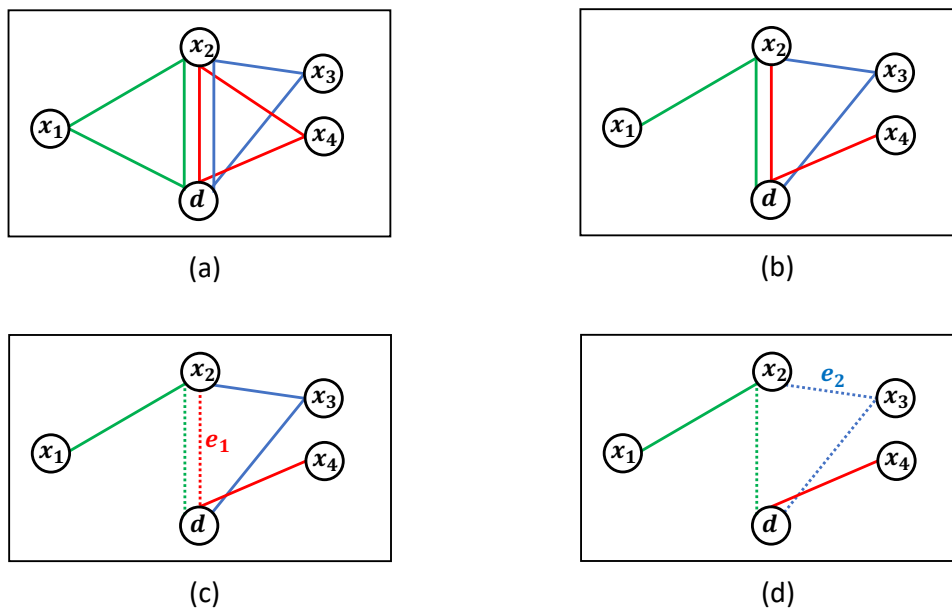 x₂
x₃
x₁
x₄
d
(a)
x₂
x₃
x₁
x₄
d
(b)
x₂
x₃
e₁
x₁
x₄
d
(c)
x₂
e₂
x₃
x₁
x₄
d
(d)